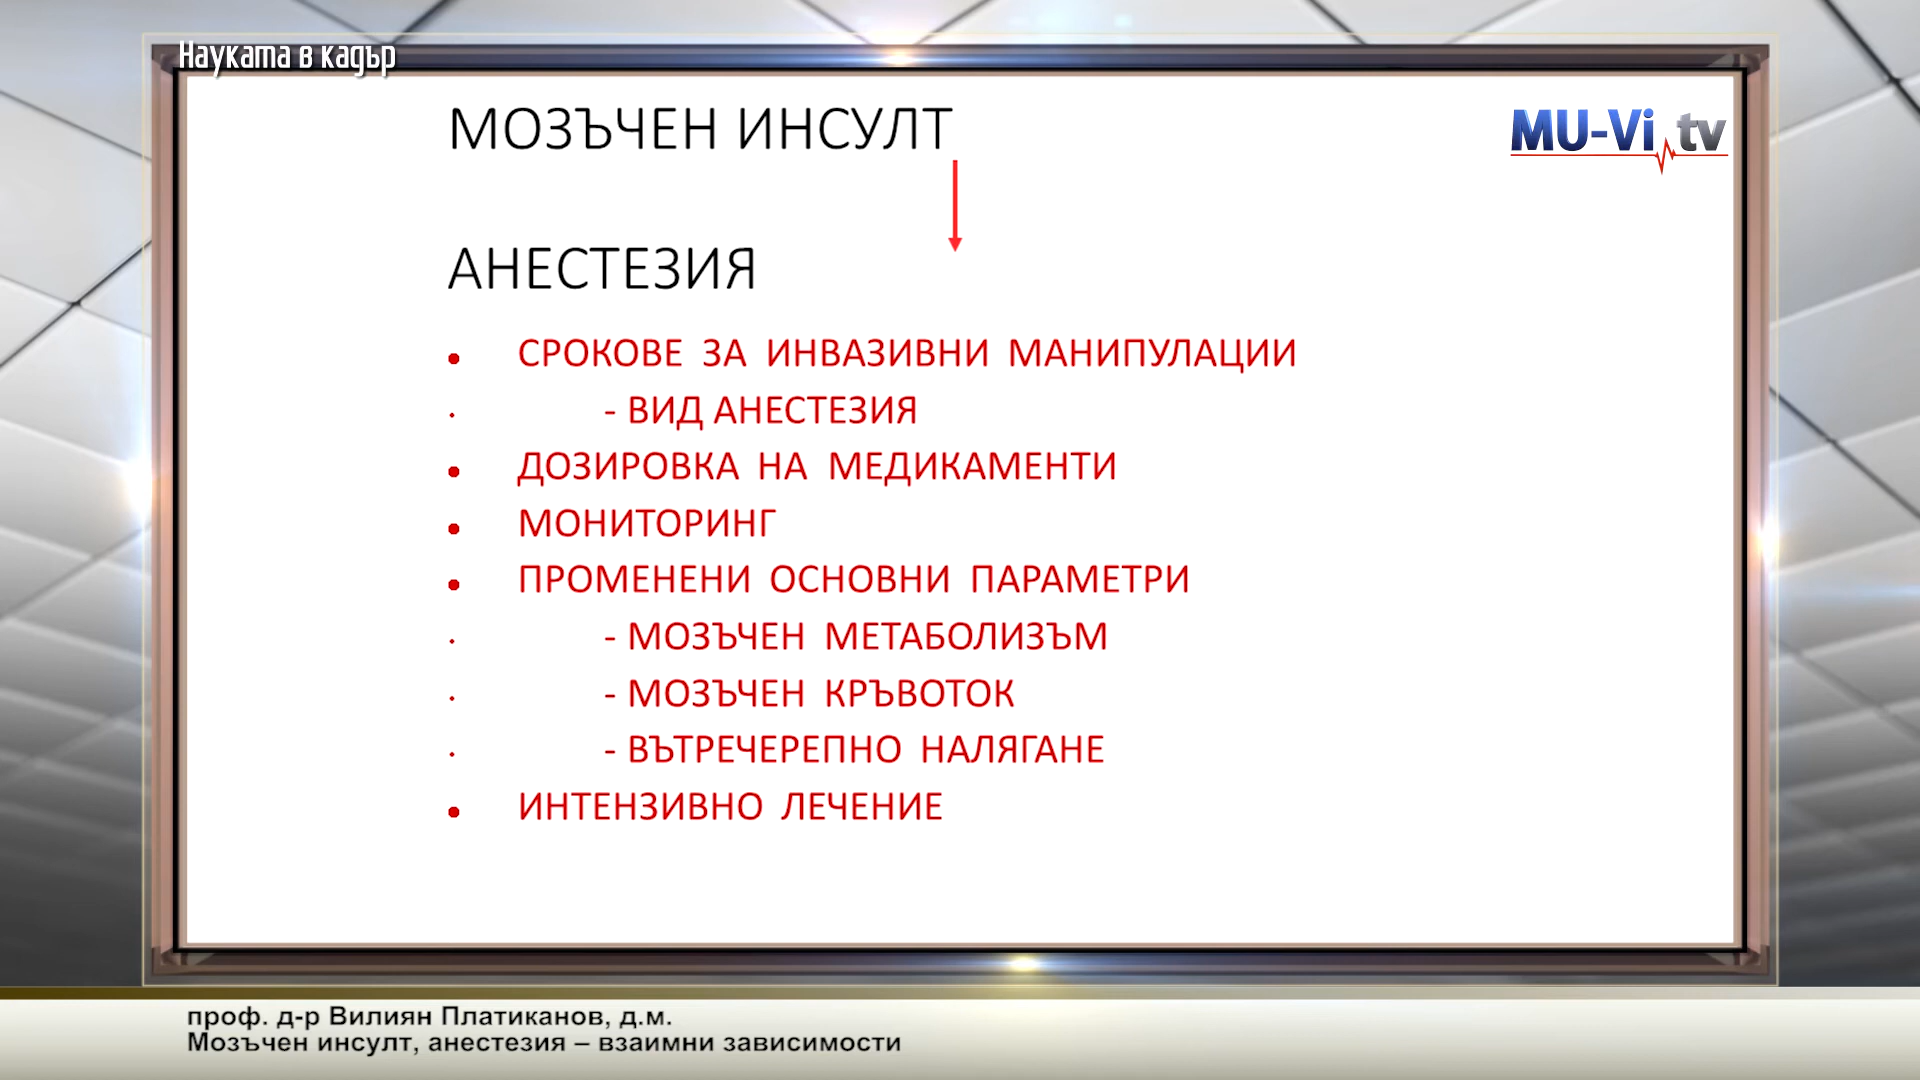 Науката в кадър
МОЗЪЧЕН ИНСУЛТ
MU-Vi tv
АНЕСТЕЗИЯ
• СРОКОВЕ ЗА ИНВАЗИВНИ МАНИПУЛАЦИИ
• - ВИД АНЕСТЕЗИЯ
• ДОЗИРОВКА НА МЕДИКАМЕНТИ
• МОНИТОРИНГ
• ПРОМЕНЕНИ ОСНОВНИ ПАРАМЕТРИ
• - МОЗЪЧЕН МЕТАБОЛИЗЪМ
• - МОЗЪЧЕН КРЪВОТОК
• - ВЪТРЕЧЕРЕПНО НАЛЯГАНЕ
• ИНТЕНЗИВНО ЛЕЧЕНИЕ
проф. д-р Вилиян Платиканов, д.м.
Мозъчен инсулт, анестезия – взаимни зависимости